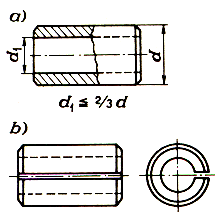 a)
d₁
d
d₁ ≦ ²/₃ d
b)